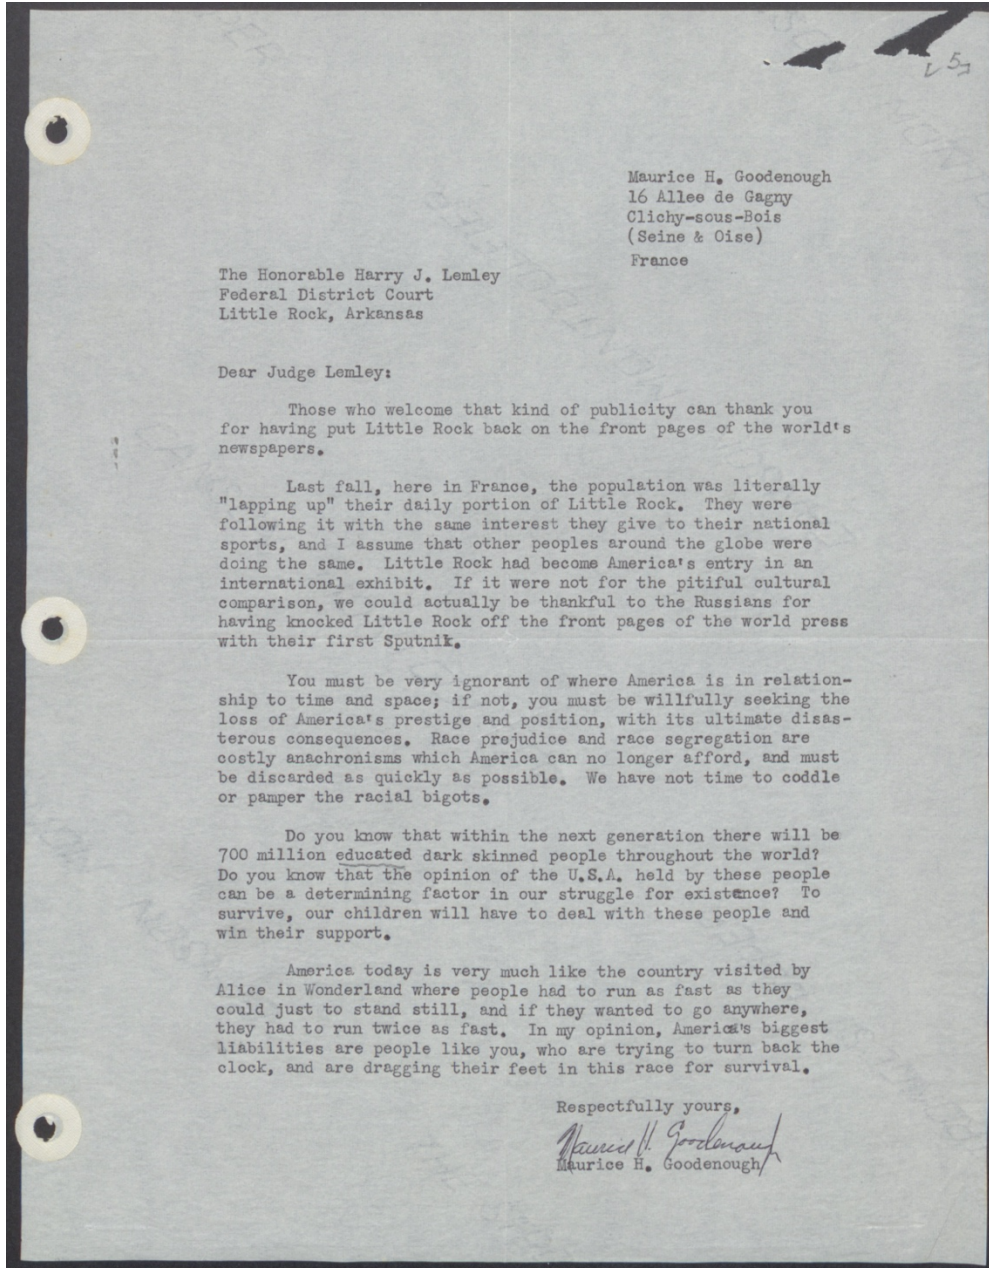 Maurice H. Goodenough
16 Allee de Gagny
Clichy-sous-Bois
(Seine & Oise)
France
The Honorable Harry J. Lemley
Federal District Court
Little Rock, Arkansas
Dear Judge Lemley:
Those who welcome that kind of publicity can thank you
for having put Little Rock back on the front pages of the world's
newspapers.
Last fall, here in France, the population was literally
"lapping up" their daily portion of Little Rock. They were
following it with the same interest they give to their national
sports, and I assume that other peoples around the globe were
doing the same. Little Rock had become America's entry in an
international exhibit. If it were not for the pitiful cultural
comparison, we could actually be thankful to the Russians for
having knocked Little Rock off the front pages of the world press
with their first Sputnik.
You must be very ignorant of where America is in relation-
ship to time and space; if not, you must be willfully seeking the
loss of America's prestige and position, with its ultimate disas-
terous consequences. Race prejudice and race segregation are
costly anachronisms which America can no longer afford, and must
be discarded as quickly as possible. We have not time to coddle
or pamper the racial bigots.
Do you know that within the next generation there will be
700 million educated dark skinned people throughout the world?
Do you know that the opinion of the U.S.A. held by these people
can be a determining factor in our struggle for existence? To
survive, our children will have to deal with these people and
win their support.
America today is very much like the country visited by
Alice in Wonderland where people had to run as fast as they
could just to stand still, and if they wanted to go anywhere,
they had to run twice as fast. In my opinion, America's biggest
liabilities are people like you, who are trying to turn back the
clock, and are dragging their feet in this race for survival.
Respectfully yours,
Maurice H. Goodenough
Maurice H. Goodenough